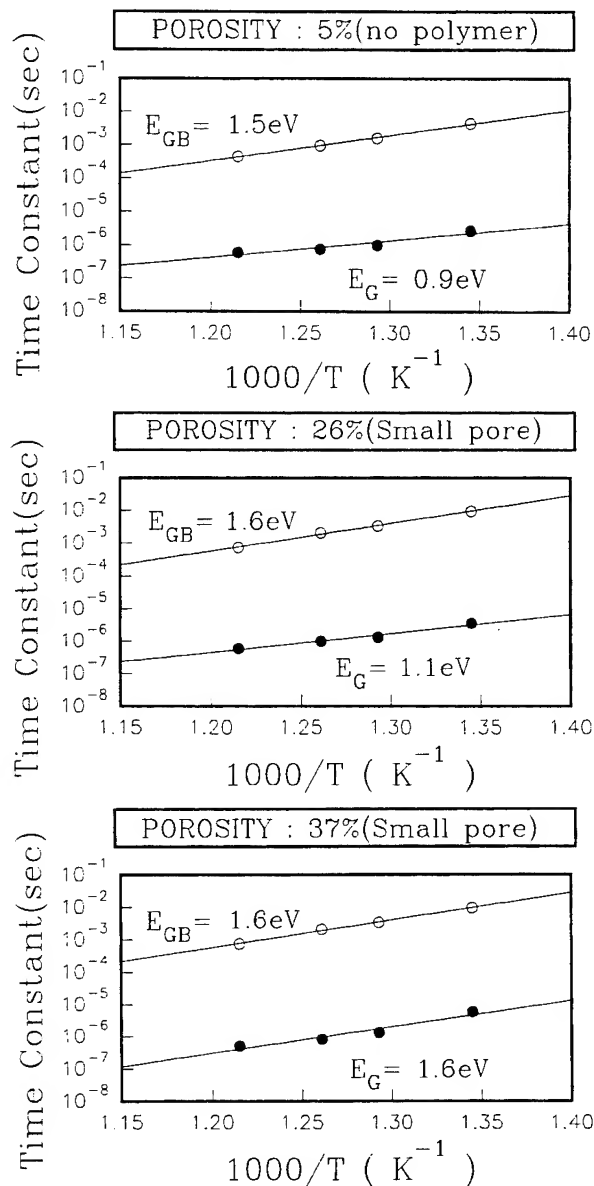 POROSITY : 5%(no polymer)
Time Constant(sec)
10⁻¹
10⁻²
10⁻³
10⁻⁴
10⁻⁵
10⁻⁶
10⁻⁷
10⁻⁸
E_GB= 1.5eV
E_G= 0.9eV
1.15 1.20 1.25 1.30 1.35 1.40
1000/T ( K⁻¹ )
POROSITY : 26%(Small pore)
Time Constant(sec)
10⁻¹
10⁻²
10⁻³
10⁻⁴
10⁻⁵
10⁻⁶
10⁻⁷
10⁻⁸
E_GB= 1.6eV
E_G= 1.1eV
1.15 1.20 1.25 1.30 1.35 1.40
1000/T ( K⁻¹ )
POROSITY : 37%(Small pore)
Time Constant(sec)
10⁻¹
10⁻²
10⁻³
10⁻⁴
10⁻⁵
10⁻⁶
10⁻⁷
10⁻⁸
E_GB= 1.6eV
E_G= 1.6eV
1.15 1.20 1.25 1.30 1.35 1.40
1000/T ( K⁻¹ )